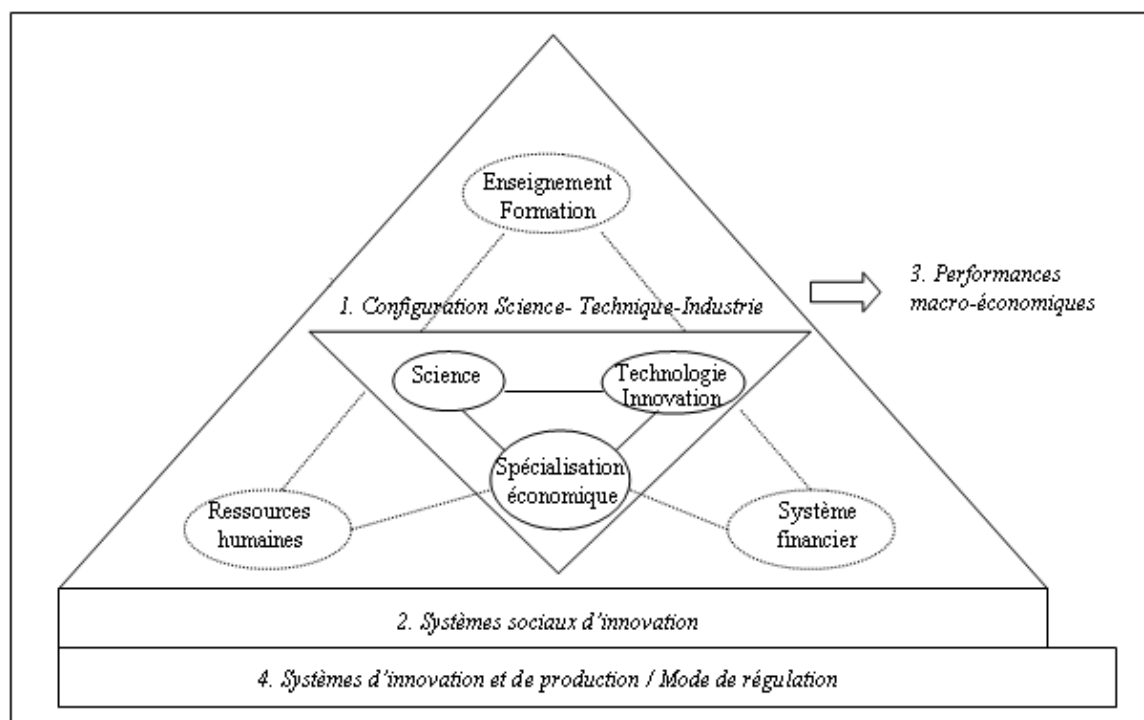 Enseignement
Formation
3. Performances
macro-économiques
1. Configuration Science- Technique-Industrie
Science
Technologie
Innovation
Spécialisation
économique
Ressources
humaines
Système
financier
2. Systèmes sociaux d'innovation
4. Systèmes d'innovation et de production / Mode de régulation